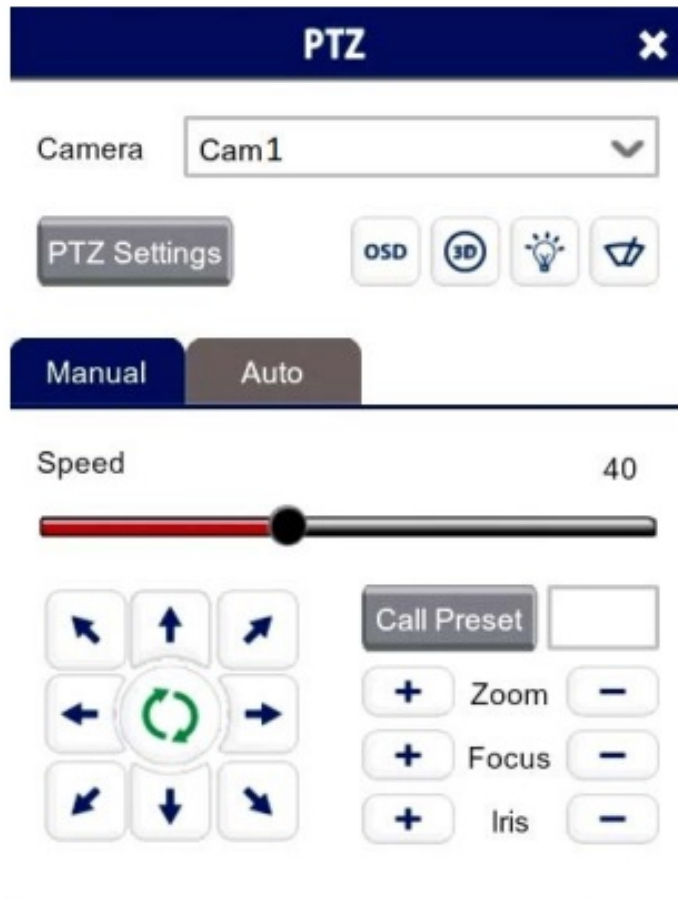 PTZ
Camera Cam1
PTZ Settings OSD 3D
Manual Auto
Speed 40
Call Preset
+ Zoom -
+ Focus -
+ Iris -